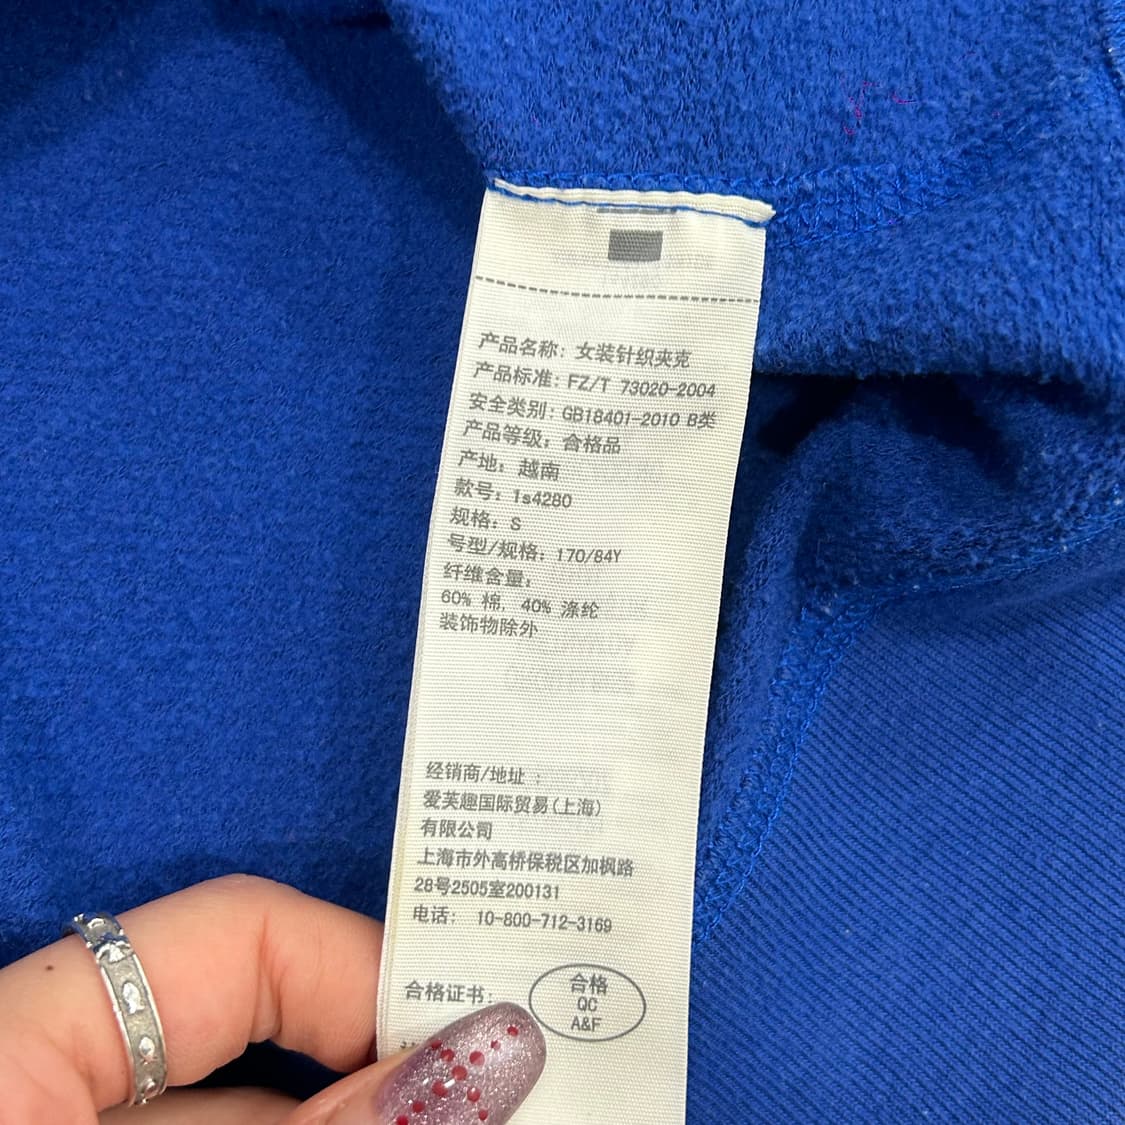 产品名称: 女装针织夹克
产品标准: FZ/T 73020-2004
安全类别: GB18401-2010 B类
产品等级: 合格品
产地: 越南
款号: ls4280
规格: S
号型/规格: 170/84Y
纤维含量:
60% 棉, 40% 涤纶
装饰物除外
经销商/地址 :
爱芙趣国际贸易(上海)
有限公司
上海市外高桥保税区加枫路
28号2505室200131
电话: 10-800-712-3169
合格证书:
合格
QC
A&F